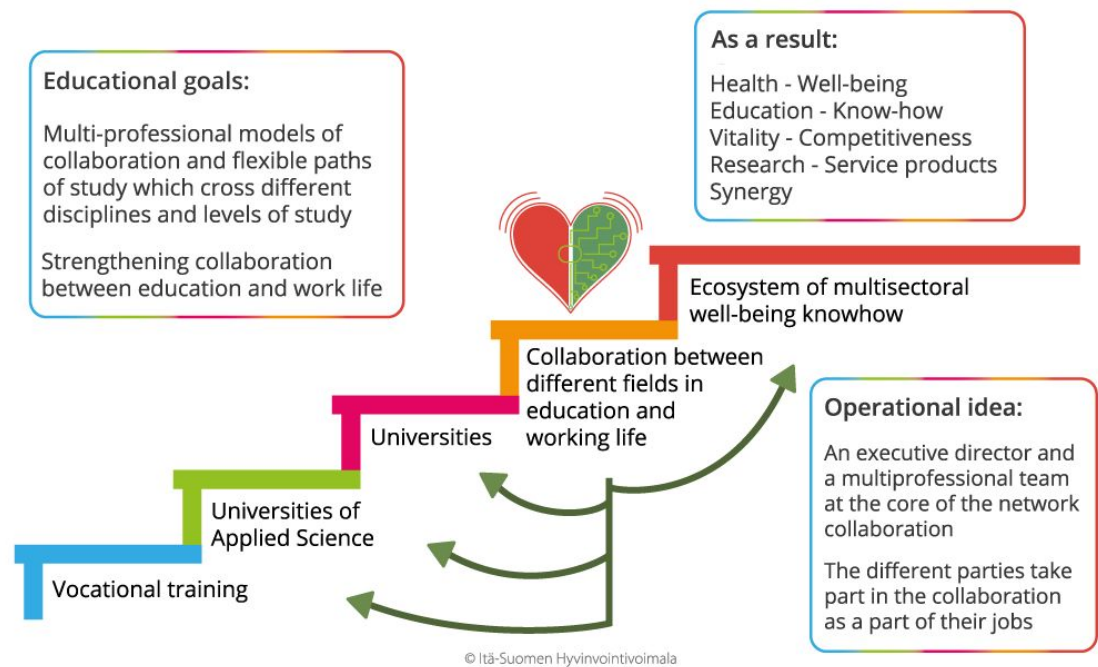 Educational goals:
Multi-professional models of
collaboration and flexible paths
of study which cross different
disciplines and levels of study
Strengthening collaboration
between education and work life
As a result:
Health - Well-being
Education - Know-how
Vitality - Competitiveness
Research - Service products
Synergy
Ecosystem of multisectoral
well-being knowhow
Collaboration between
different fields in
education and
working life
Universities
Universities of
Applied Science
Vocational training
Operational idea:
An executive director and
a multiprofessional team
at the core of the network
collaboration
The different parties take
part in the collaboration
as a part of their jobs
© Itä-Suomen Hyvinvointivoimala